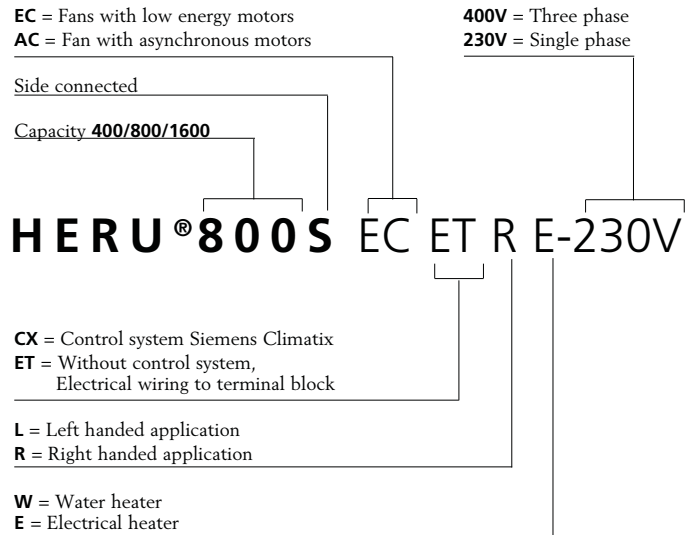 EC = Fans with low energy motors
AC = Fan with asynchronous motors
400V = Three phase
230V = Single phase
Side connected
Capacity 400/800/1600
HERU®800S EC ET R E-230V
CX = Control system Siemens Climatix
ET = Without control system,
Electrical wiring to terminal block
L = Left handed application
R = Right handed application
W = Water heater
E = Electrical heater